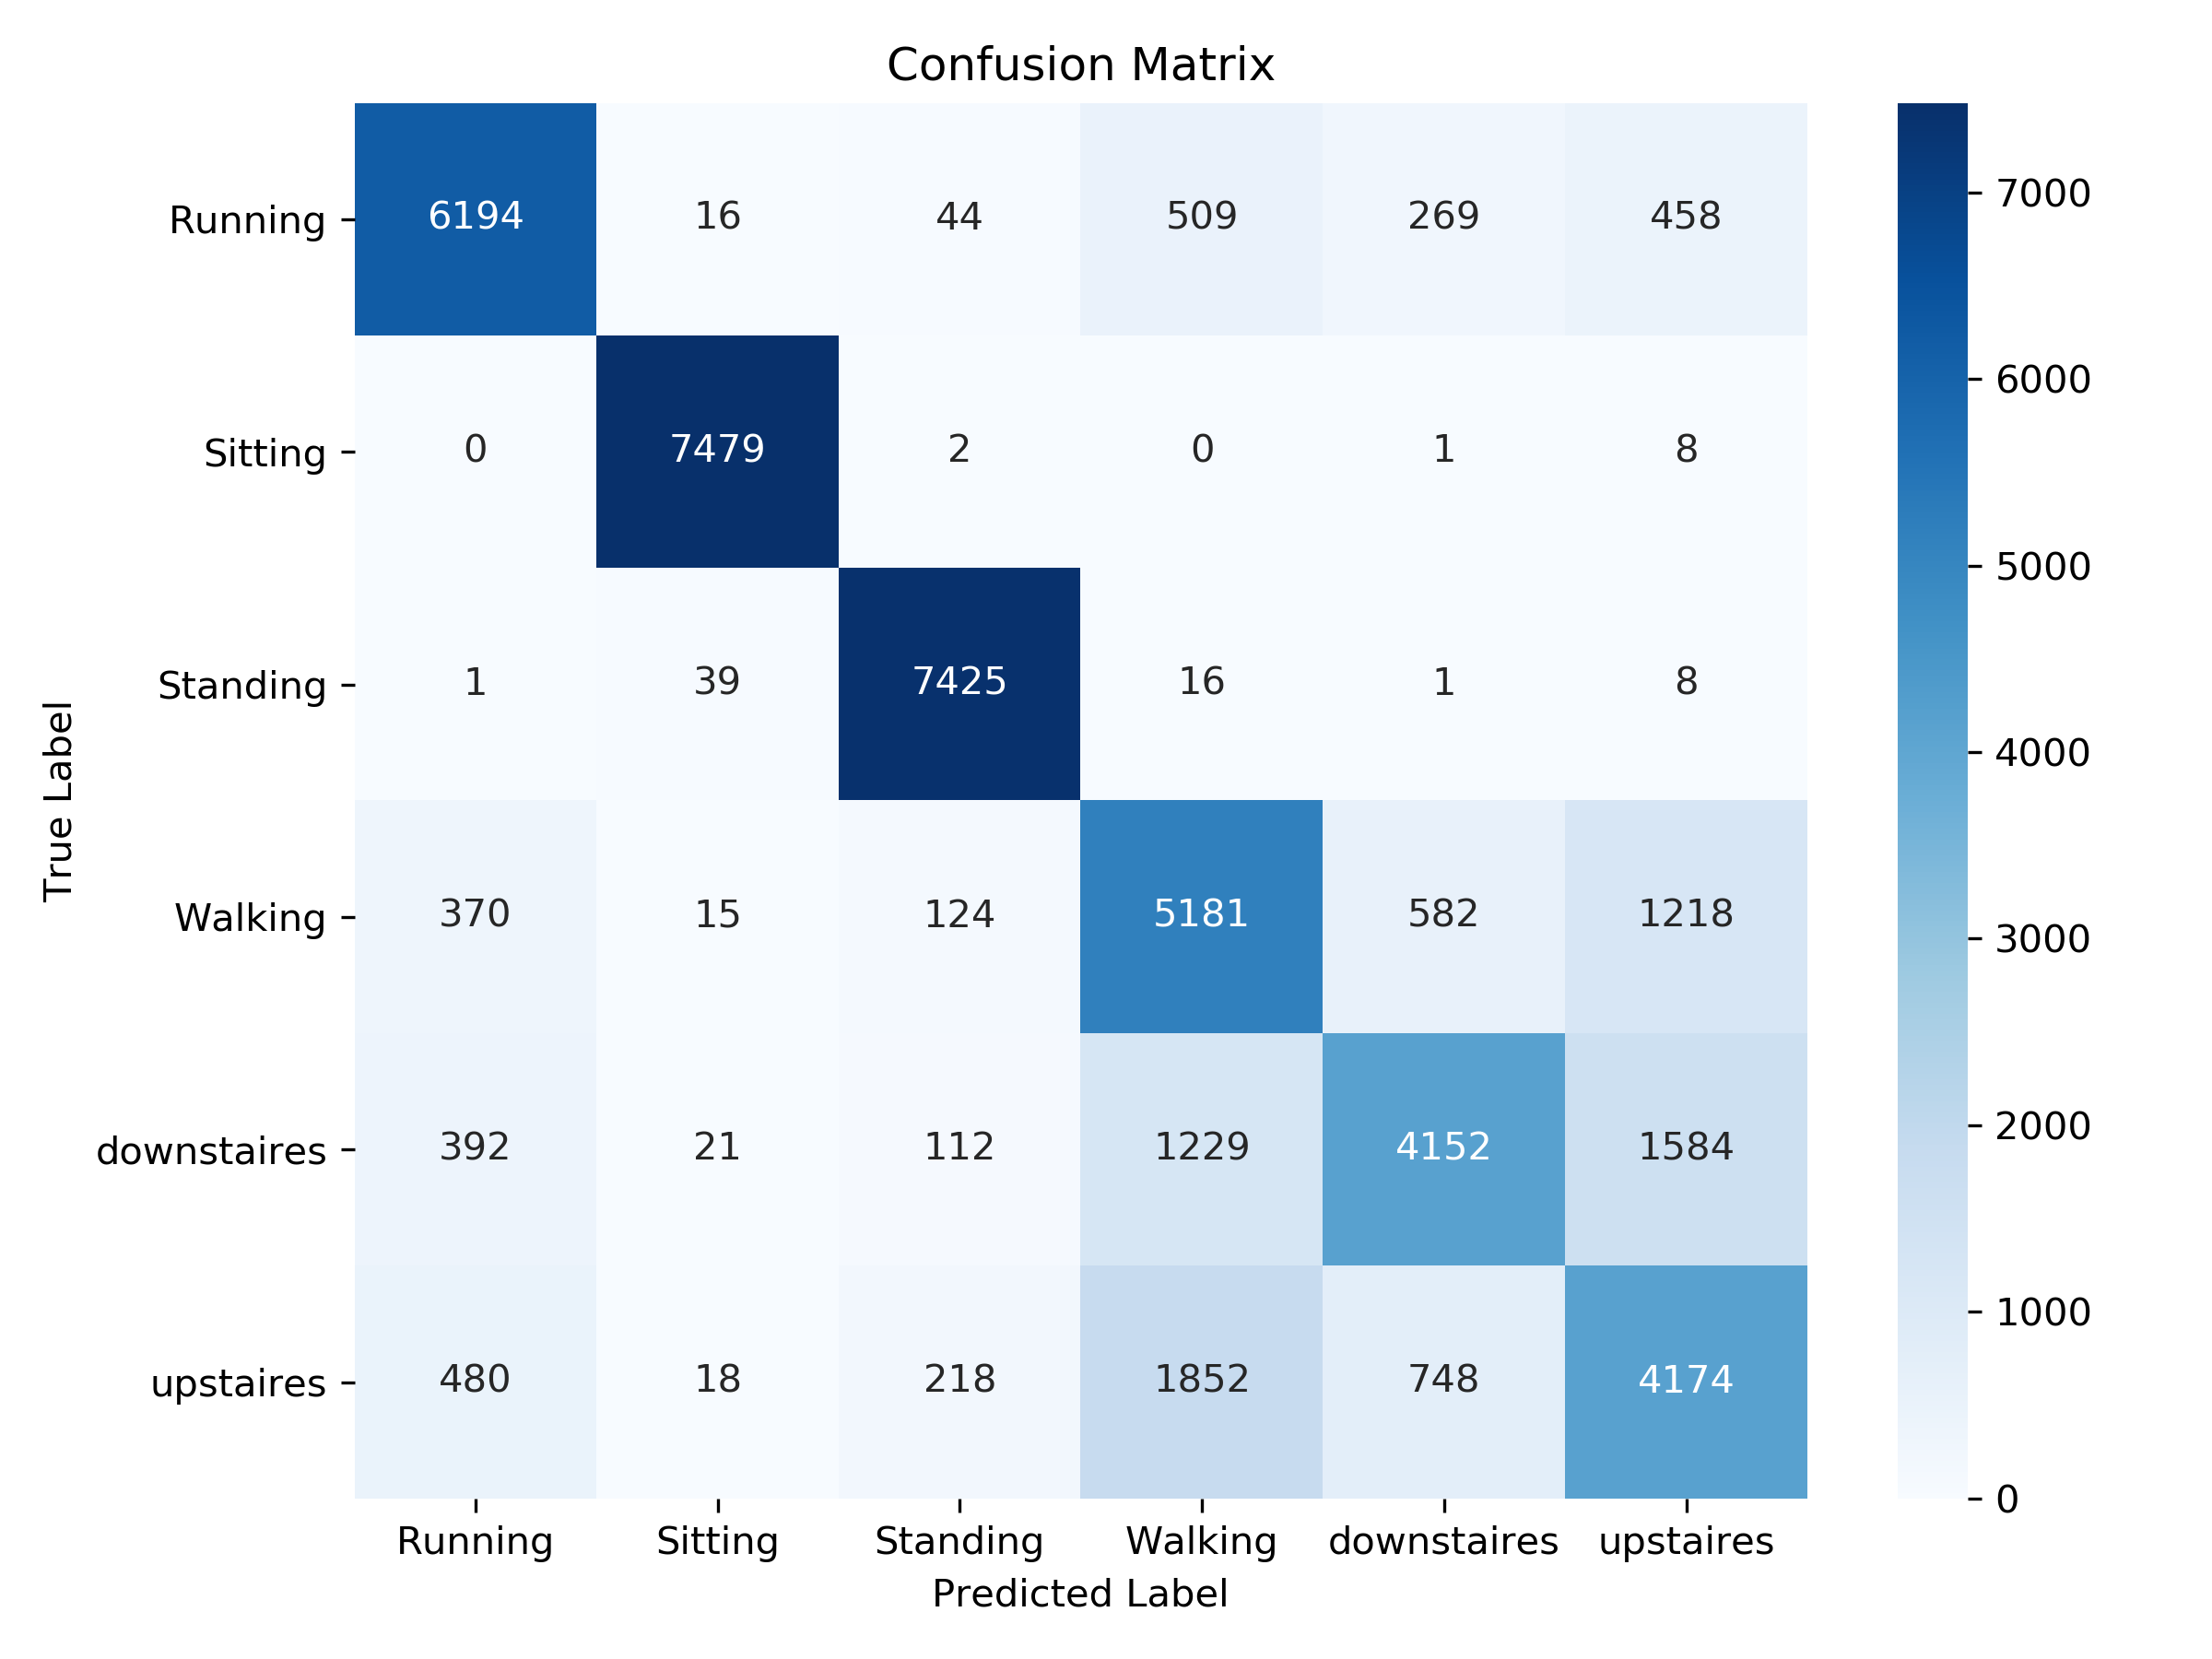 Confusion Matrix
Running 6194 16 44 509 269 458
Sitting 0 7479 2 0 1 8
Standing 1 39 7425 16 1 8
Walking 370 15 124 5181 582 1218
downstaires 392 21 112 1229 4152 1584
upstaires 480 18 218 1852 748 4174
Running Sitting Standing Walking downstaires upstaires
Predicted Label
True Label
7000
6000
5000
4000
3000
2000
1000
0